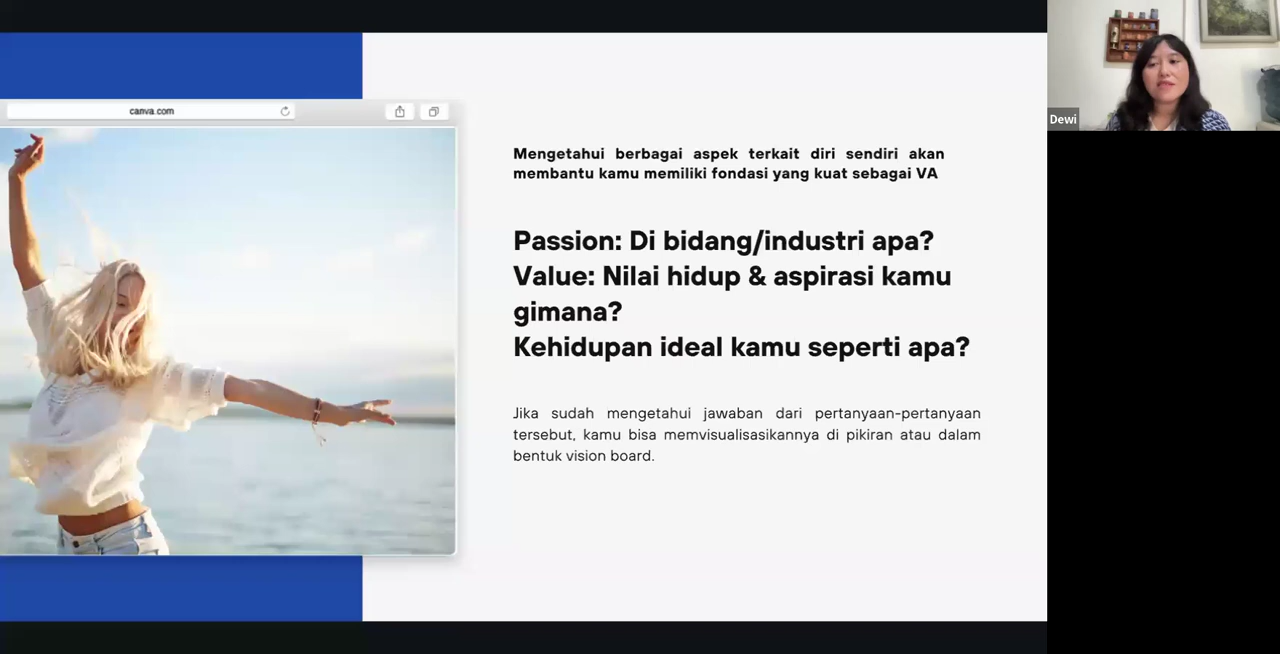 canva.com
Mengetahui berbagai aspek terkait diri sendiri akan
membantu kamu memiliki fondasi yang kuat sebagai VA
Passion: Di bidang/industri apa?
Value: Nilai hidup & aspirasi kamu
gimana?
Kehidupan ideal kamu seperti apa?
Jika sudah mengetahui jawaban dari pertanyaan-pertanyaan
tersebut, kamu bisa memvisualisasikannya di pikiran atau dalam
bentuk vision board.
Dewi